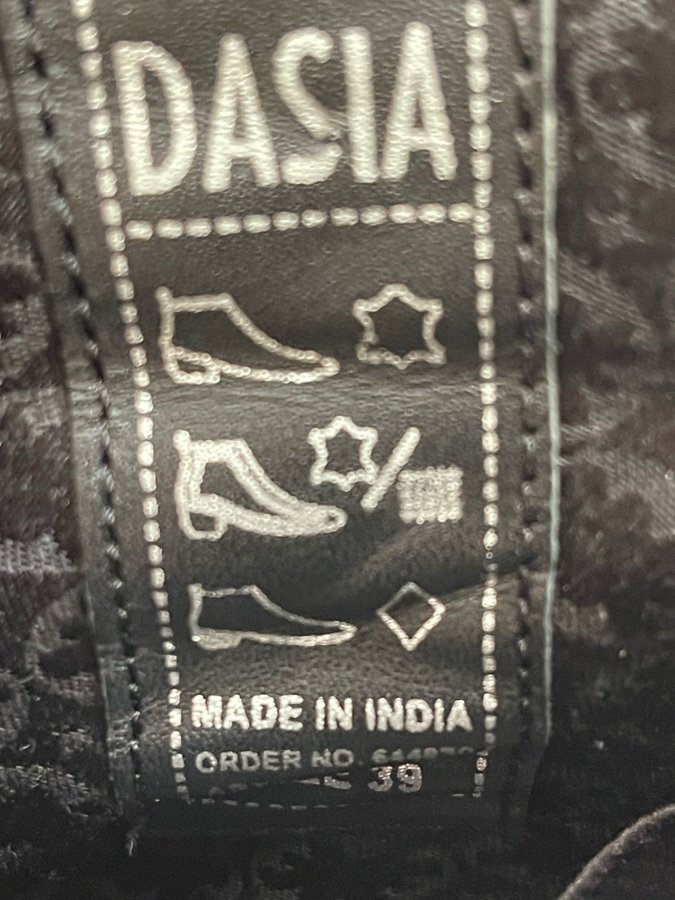 DASIA
MADE IN INDIA
ORDER NO.
39